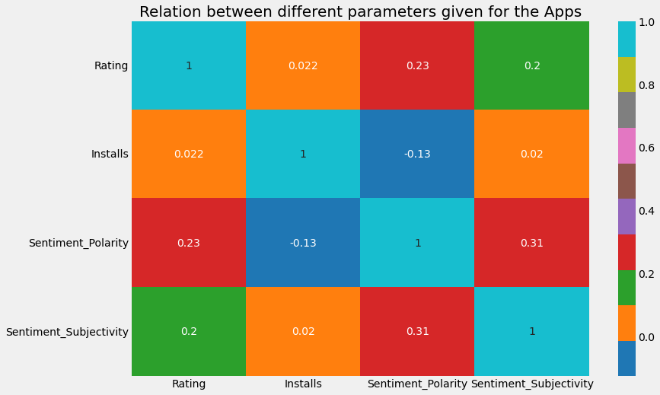 Relation between different parameters given for the Apps
Rating 1 0.022 0.23 0.2
Installs 0.022 1 -0.13 0.02
Sentiment_Polarity 0.23 -0.13 1 0.31
Sentiment_Subjectivity 0.2 0.02 0.31 1
Rating Installs Sentiment_Polarity Sentiment_Subjectivity
1.0
0.8
0.6
0.4
0.2
0.0